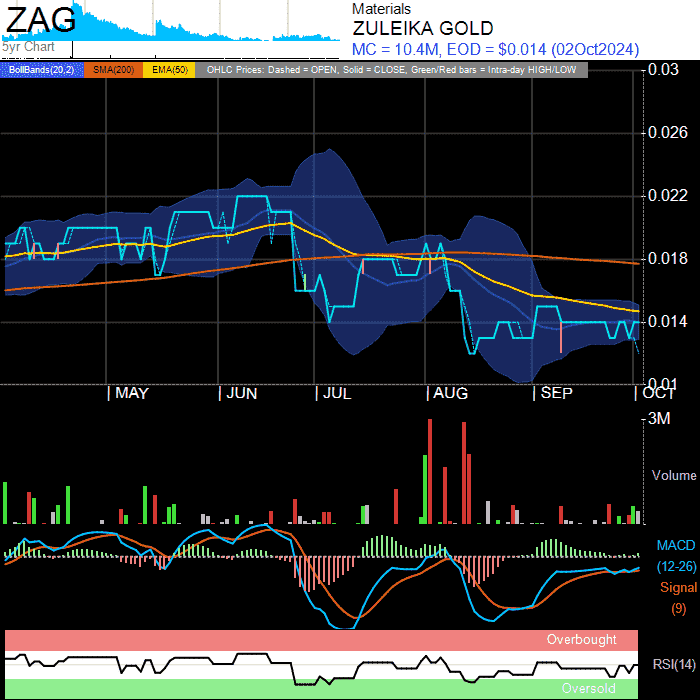 ZAG
5yr Chart
Materials
ZULEIKA GOLD
MC = 10.4M, EOD = $0.014 (02Oct2024)
BollBands(20,2) SMA(200) EMA(50) OHLC Prices: Dashed = OPEN, Solid = CLOSE, Green/Red bars = Intra-day HIGH/LOW
0.03
0.026
0.022
0.018
0.014
0.01
MAY JUN JUL AUG SEP OCT
3M
Volume
MACD
(12-26)
Signal
(9)
Overbought
RSI(14)
Oversold